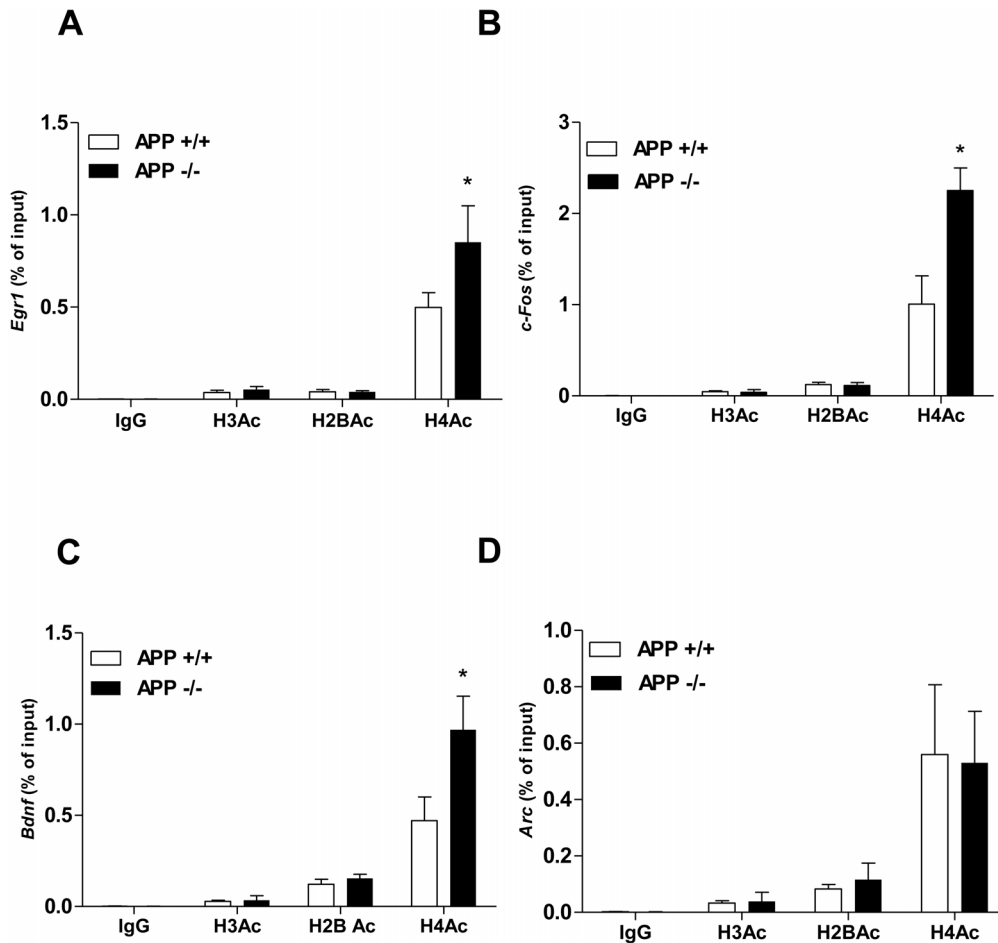 A
Egr1 (% of input)
1.5
1.0
0.5
0.0
APP +/+
APP -/-
*
IgG H3Ac H2BAc H4Ac
B
c-Fos (% of input)
3
2
1
0
APP +/+
APP -/-
*
IgG H3Ac H2BAc H4Ac
C
Bdnf (% of input)
1.5
1.0
0.5
0.0
APP +/+
APP -/-
*
IgG H3Ac H2B Ac H4Ac
D
Arc (% of input)
1.0
0.8
0.6
0.4
0.2
0.0
APP +/+
APP -/-
IgG H3Ac H2BAc H4Ac